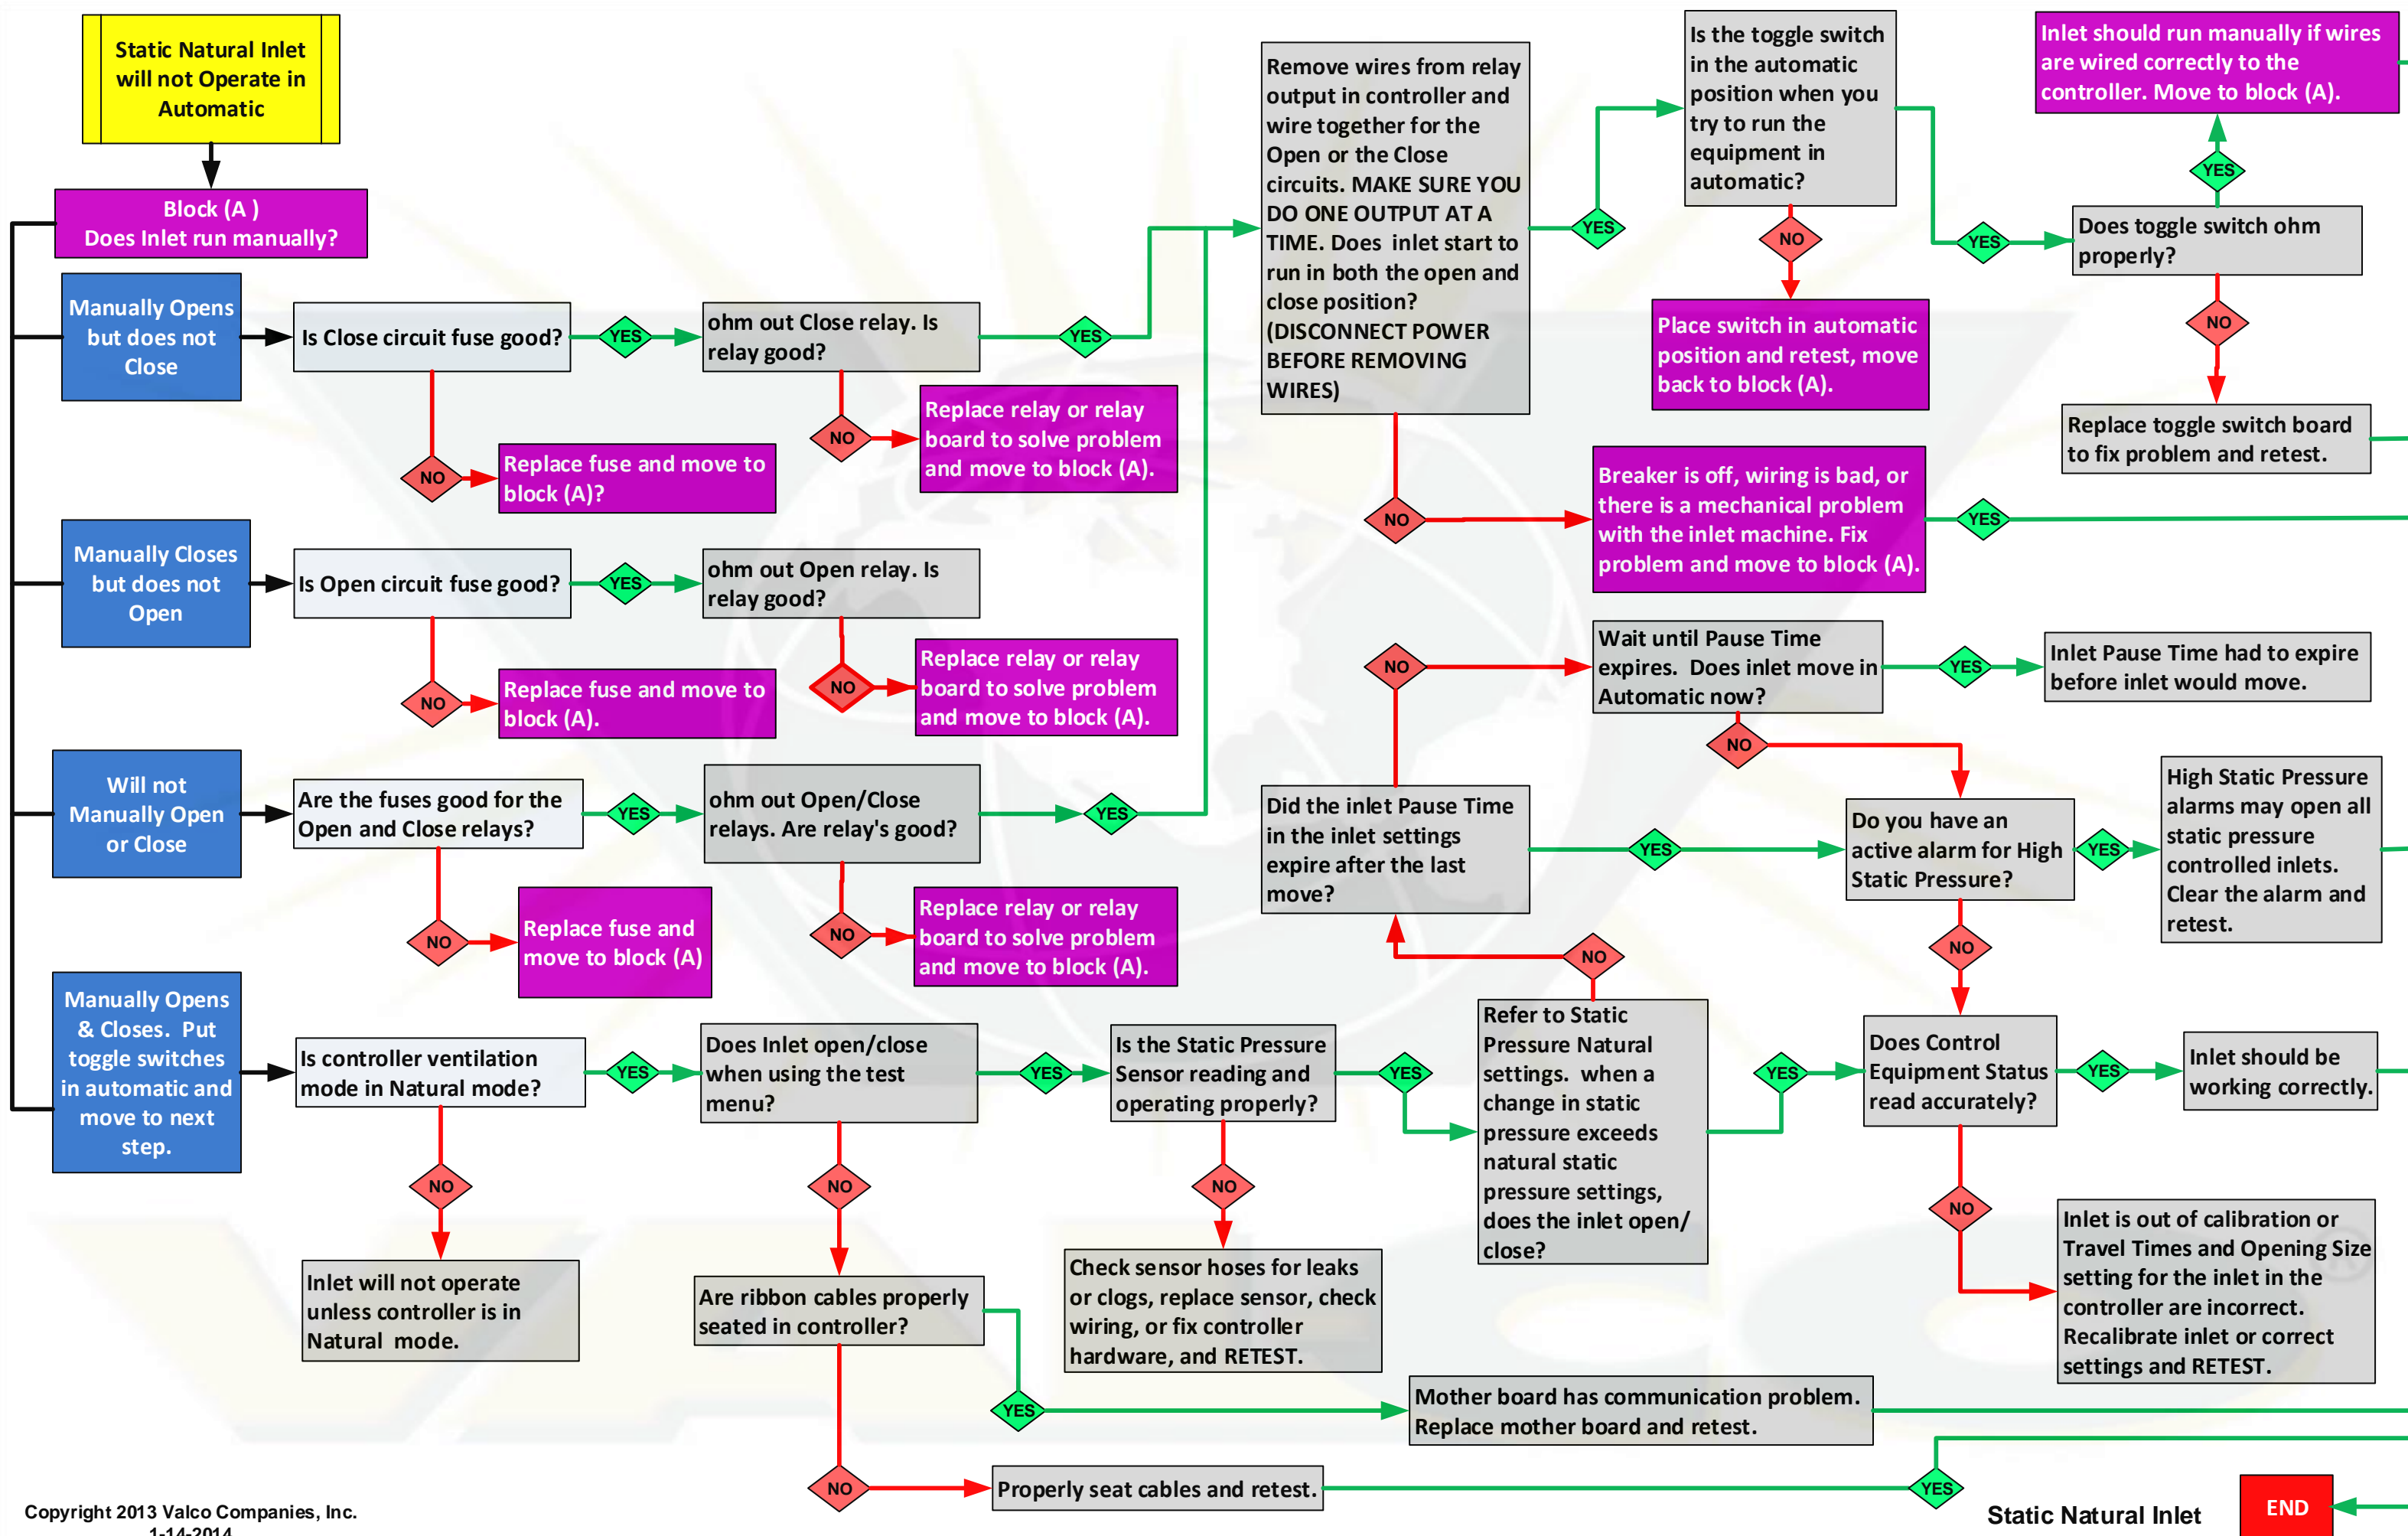 Static Natural Inlet
will not Operate in
Automatic
Block (A )
Does Inlet run manually?
Manually Opens
but does not
Close
Is Close circuit fuse good?
YES
ohm out Close relay. Is
relay good?
YES
NO
Replace fuse and move to
block (A)?
NO
Replace relay or relay
board to solve problem
and move to block (A).
Manually Closes
but does not
Open
Is Open circuit fuse good?
YES
ohm out Open relay. Is
relay good?
NO
Replace fuse and move to
block (A).
NO
Replace relay or relay
board to solve problem
and move to block (A).
Will not
Manually Open
or Close
Are the fuses good for the
Open and Close relays?
YES
ohm out Open/Close
relays. Are relay's good?
YES
NO
Replace fuse and
move to block (A)
NO
Replace relay or relay
board to solve problem
and move to block (A).
Manually Opens
& Closes.  Put
toggle switches
in automatic and
move to next
step.
Is controller ventilation
mode in Natural mode?
YES
Does Inlet open/close
when using the test
menu?
YES
Is the Static Pressure
Sensor reading and
operating properly?
YES
NO
Inlet will not operate
unless controller is in
Natural  mode.
NO
Are ribbon cables properly
seated in controller?
YES
NO
Properly seat cables and retest.
YES
NO
Check sensor hoses for leaks
or clogs, replace sensor, check
wiring, or fix controller
hardware, and RETEST.
Mother board has communication problem.
Replace mother board and retest.
Remove wires from relay
output in controller and
wire together for the
Open or the Close
circuits. MAKE SURE YOU
DO ONE OUTPUT AT A
TIME. Does  inlet start to
run in both the open and
close position?
(DISCONNECT POWER
BEFORE REMOVING
WIRES)
YES
NO
Is the toggle switch
in the automatic
position when you
try to run the
equipment in
automatic?
YES
NO
Place switch in automatic
position and retest, move
back to block (A).
Inlet should run manually if wires
are wired correctly to the
controller. Move to block (A).
YES
Does toggle switch ohm
properly?
NO
Replace toggle switch board
to fix problem and retest.
Breaker is off, wiring is bad, or
there is a mechanical problem
with the inlet machine. Fix
problem and move to block (A).
YES
NO
Wait until Pause Time
expires.  Does inlet move in
Automatic now?
YES
Inlet Pause Time had to expire
before inlet would move.
NO
Did the inlet Pause Time
in the inlet settings
expire after the last
move?
YES
Do you have an
active alarm for High
Static Pressure?
YES
High Static Pressure
alarms may open all
static pressure
controlled inlets.
Clear the alarm and
retest.
NO
NO
Refer to Static
Pressure Natural
settings.  when a
change in static
pressure exceeds
natural static
pressure settings,
does the inlet open/
close?
YES
Does Control
Equipment Status
read accurately?
YES
Inlet should be
working correctly.
NO
Inlet is out of calibration or
Travel Times and Opening Size
setting for the inlet in the
controller are incorrect.
Recalibrate inlet or correct
settings and RETEST.
VALCO
®
Copyright 2013 Valco Companies, Inc.
1-14-2014
Static Natural Inlet
END